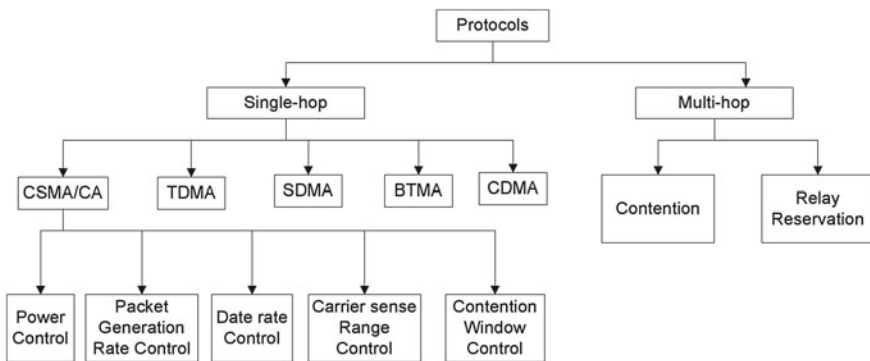 Protocols
Single-hop
Multi-hop
CSMA/CA
TDMA
SDMA
BTMA
CDMA
Contention
Relay
Reservation
Power
Control
Packet
Generation
Rate Control
Date rate
Control
Carrier sense
Range
Control
Contention
Window
Control